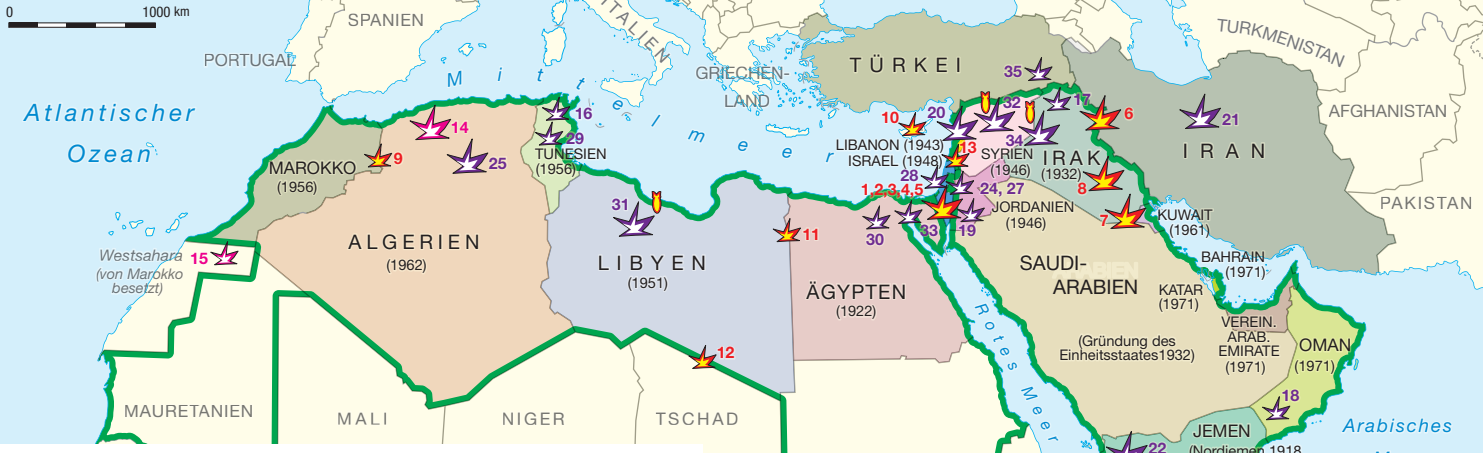 0 1000 km
SPANIEN
PORTUGAL
ITALIEN
GRIECHEN-
LAND
TÜRKEI
TURKMENISTAN
AFGHANISTAN
PAKISTAN
IRAN
Atlantischer
Ozean
Mittelmeer
35
32
17
6
21
20
10
34
13
14
16
29
9
25
LIBANON (1943)
ISRAEL (1948)
SYRIEN
(1946)
IRAK
(1932)
8
28
1,2,3,4,5
24, 27
7
TUNESIEN
(1956)
MAROKKO
(1956)
JORDANIEN
(1946)
KUWAIT
(1961)
31
11
30
33
19
ALGERIEN
(1962)
LIBYEN
(1951)
ÄGYPTEN
(1922)
Westsahara
(von Marokko
besetzt)
15
SAUDI-
ARABIEN
ARABIEN
BAHRAIN
(1971)
KATAR
(1971)
(Gründung des
Einheitsstaates1932)
VEREIN.
ARAB.
EMIRATE
(1971)
OMAN
(1971)
Rotes Meer
12
18
MAURETANIEN
MALI
NIGER
TSCHAD
JEMEN
(Nordjemen 1918
22
Arabisches